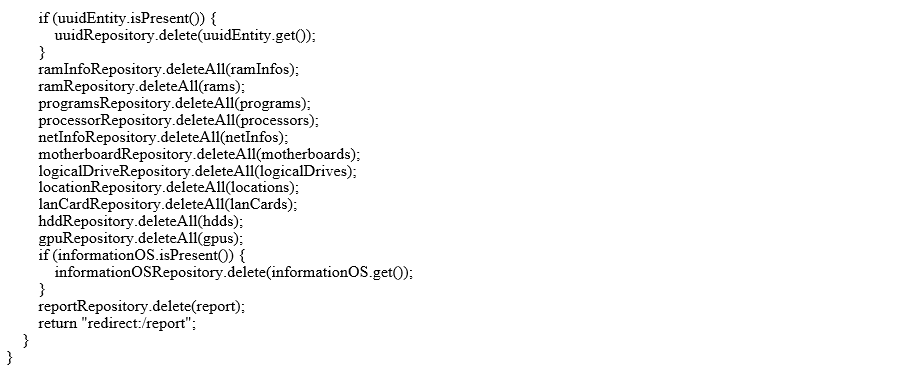 if (uuidEntity.isPresent()) {
uuidRepository.delete(uuidEntity.get());
}
ramInfoRepository.deleteAll(ramInfos);
ramRepository.deleteAll(rams);
programsRepository.deleteAll(programs);
processorRepository.deleteAll(processors);
netInfoRepository.deleteAll(netInfos);
motherboardRepository.deleteAll(motherboards);
logicalDriveRepository.deleteAll(logicalDrives);
locationRepository.deleteAll(locations);
lanCardRepository.deleteAll(lanCards);
hddRepository.deleteAll(hdds);
gpuRepository.deleteAll(gpus);
if (informationOS.isPresent()) {
informationOSRepository.delete(informationOS.get());
}
reportRepository.delete(report);
return "redirect:/report";
}
}